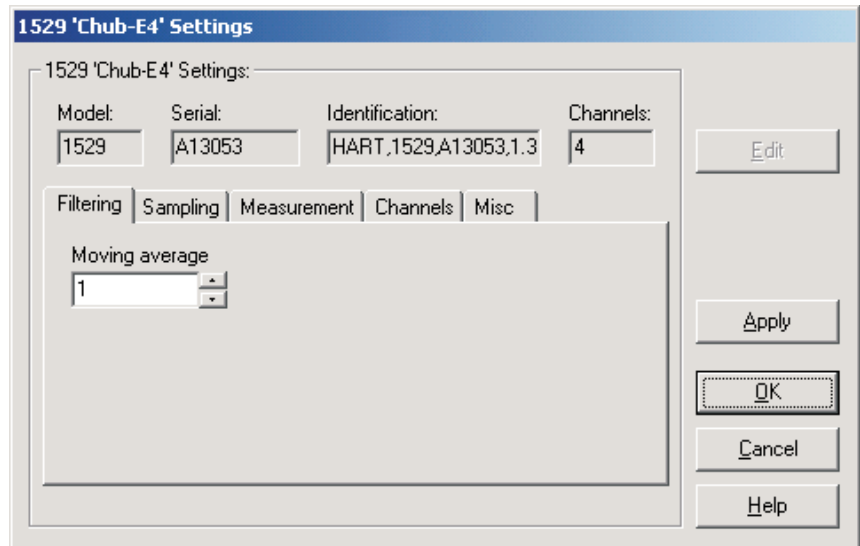 1529 'Chub-E4' Settings
1529 'Chub-E4' Settings:
Model: Serial: Identification: Channels:
1529 A13053 HART,1529,A13053,1.3 4
Edit
Filtering Sampling Measurement Channels Misc
Moving average
1
Apply
OK
Cancel
Help